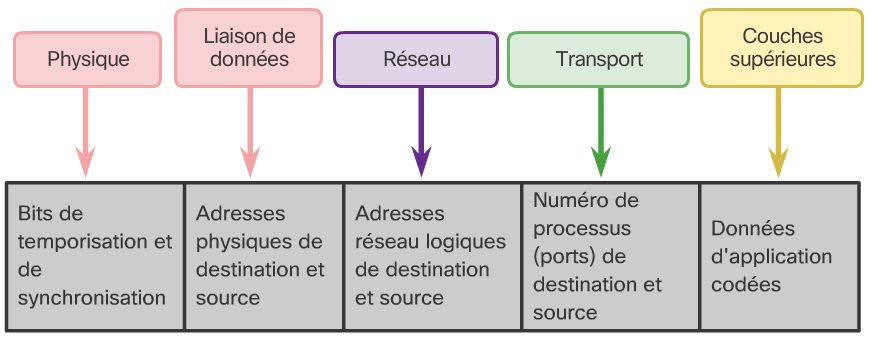 Physique
Liaison de
données
Réseau
Transport
Couches
supérieures
Bits de
temporisation et
de
synchronisation
Adresses
physiques de
destination et
source
Adresses
réseau logiques
de destination
et source
Numéro de
processus
(ports) de
destination et
source
Données
d'application
codées